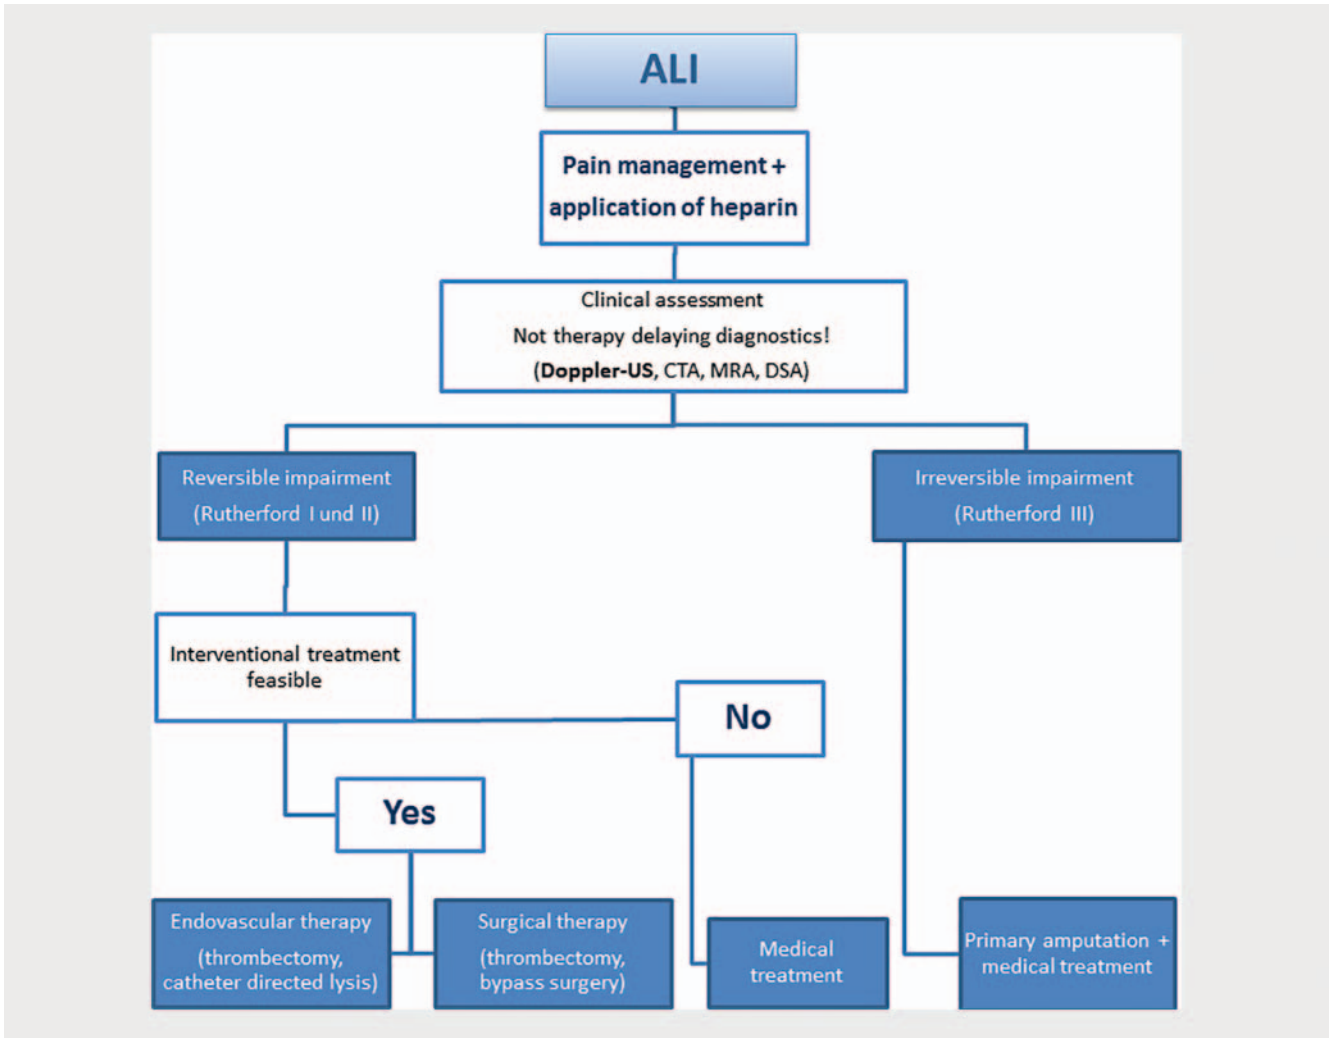 ALI
Pain management +
application of heparin
Clinical assessment
Not therapy delaying diagnostics!
(Doppler-US, CTA, MRA, DSA)
Reversible impairment
(Rutherford I und II)
Irreversible impairment
(Rutherford III)
Interventional treatment
feasible
No
Yes
Endovascular therapy
(thrombectomy,
catheter directed lysis)
Surgical therapy
(thrombectomy,
bypass surgery)
Medical
treatment
Primary amputation +
medical treatment